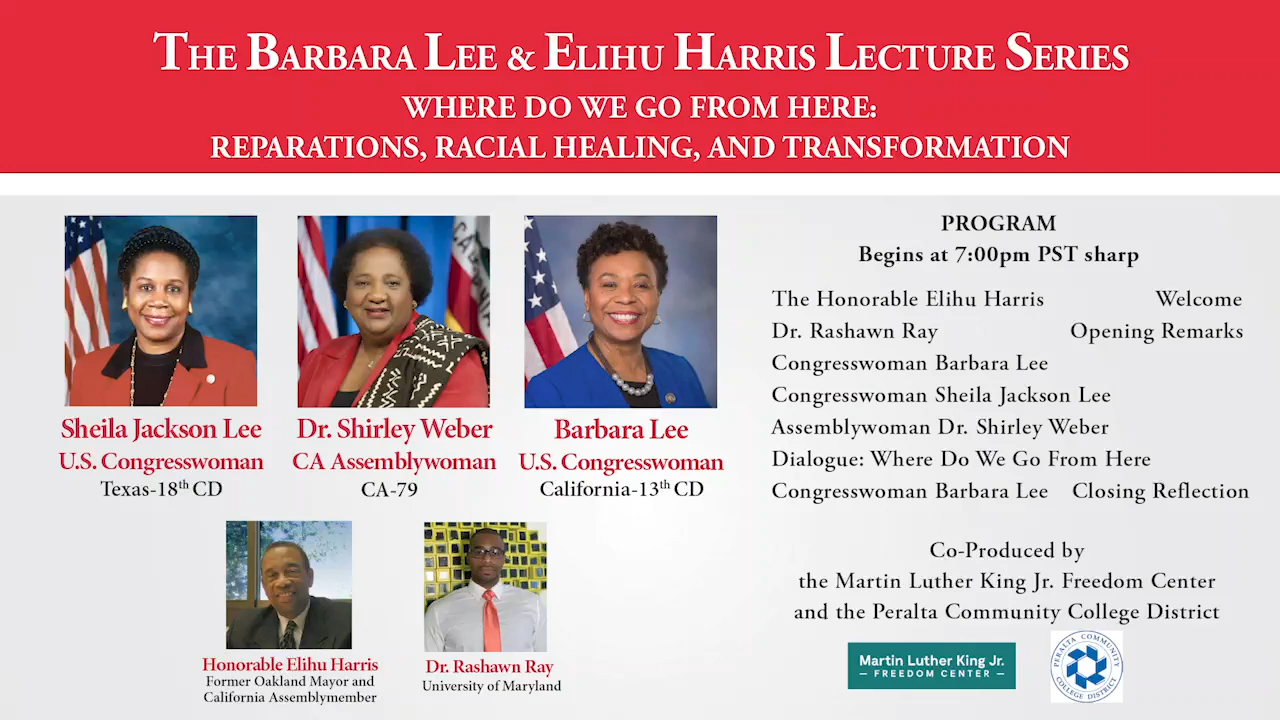 THE BARBARA LEE & ELIHU HARRIS LECTURE SERIES
WHERE DO WE GO FROM HERE:
REPARATIONS, RACIAL HEALING, AND TRANSFORMATION
Sheila Jackson Lee
U.S. Congresswoman
Texas-18th CD
Dr. Shirley Weber
CA Assemblywoman
CA-79
Barbara Lee
U.S. Congresswoman
California-13th CD
Honorable Elihu Harris
Former Oakland Mayor and
California Assemblymember
Dr. Rashawn Ray
University of Maryland
PROGRAM
Begins at 7:00pm PST sharp
The Honorable Elihu Harris Welcome
Dr. Rashawn Ray Opening Remarks
Congresswoman Barbara Lee
Congresswoman Sheila Jackson Lee
Assemblywoman Dr. Shirley Weber
Dialogue: Where Do We Go From Here
Congresswoman Barbara Lee Closing Reflection
Co-Produced by
the Martin Luther King Jr. Freedom Center
and the Peralta Community College District
Martin Luther King Jr.
— FREEDOM CENTER —
PERALTA COMMUNITY
COLLEGE DISTRICT